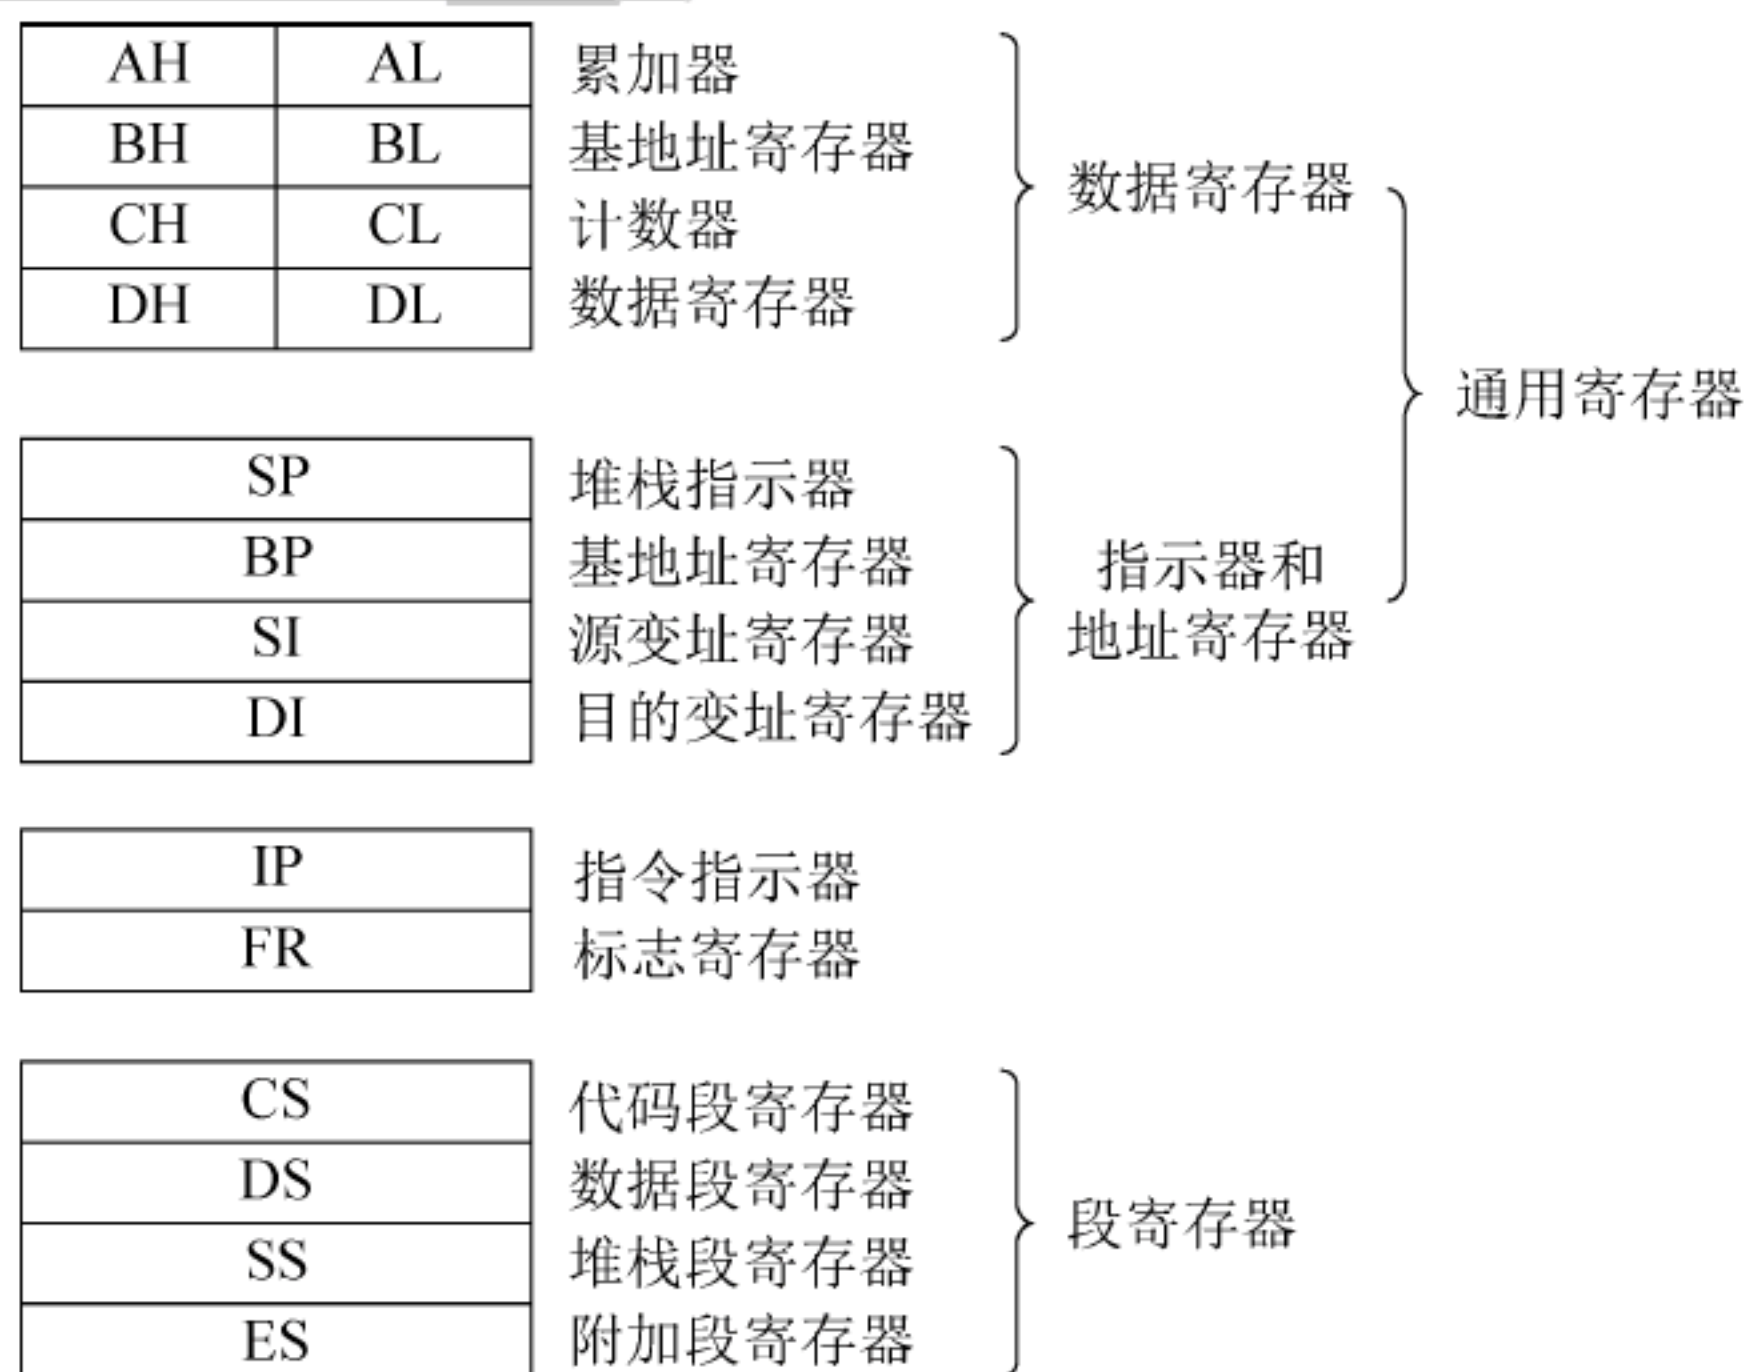 AH AL 累加器
BH BL 基地址寄存器
CH CL 计数器
DH DL 数据寄存器
数据寄存器
通用寄存器
SP 堆栈指示器
BP 基地址寄存器
SI 源变址寄存器
DI 目的变址寄存器
指示器和
地址寄存器
IP 指令指示器
FR 标志寄存器
CS 代码段寄存器
DS 数据段寄存器
SS 堆栈段寄存器
ES 附加段寄存器
段寄存器